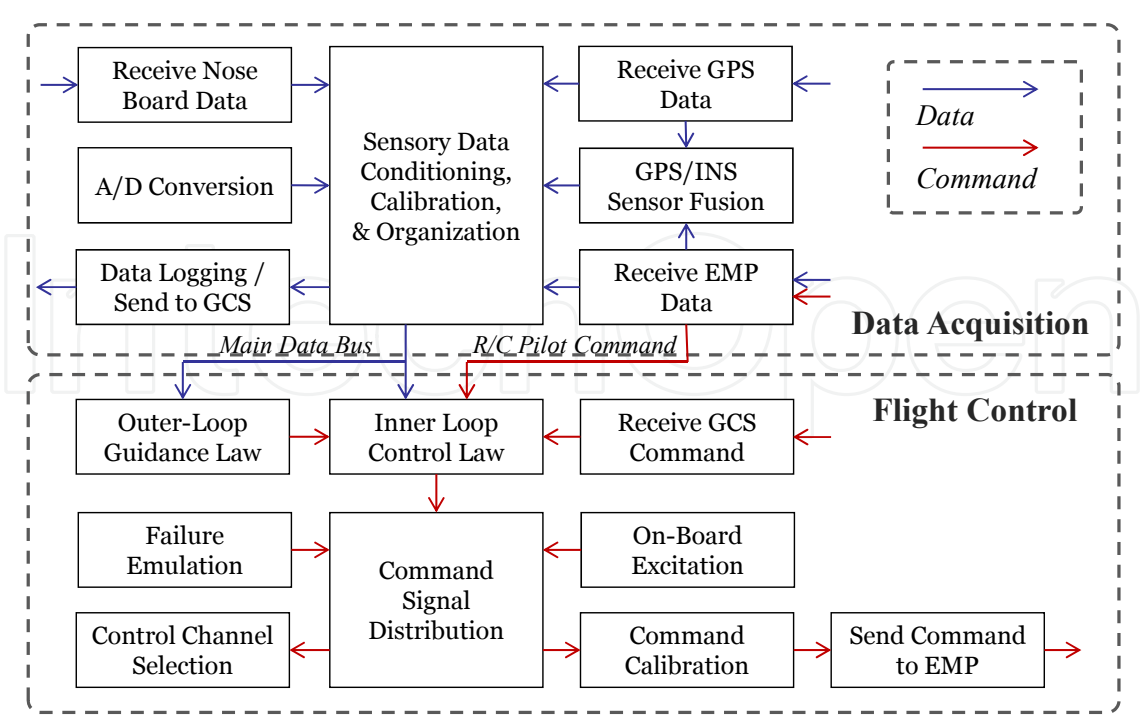 Receive Nose
Board Data
Receive GPS
Data
Data
Command
Sensory Data
Conditioning,
Calibration,
& Organization
A/D Conversion
GPS/INS
Sensor Fusion
Data Logging /
Send to GCS
Receive EMP
Data
Data Acquisition
Main Data Bus
R/C Pilot Command
IntechOpen
Flight Control
Outer-Loop
Guidance Law
Inner Loop
Control Law
Receive GCS
Command
Failure
Emulation
Command
Signal
Distribution
On-Board
Excitation
Control Channel
Selection
Command
Calibration
Send Command
to EMP